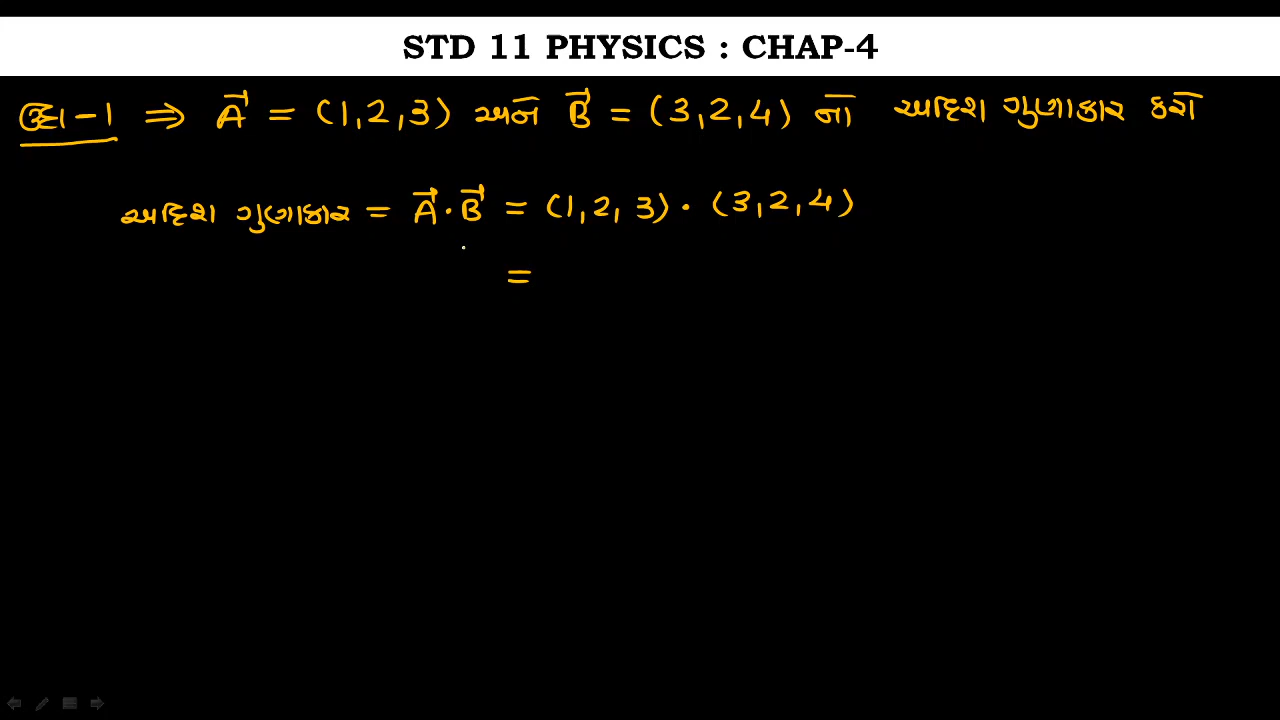 STD 11 PHYSICS : CHAP-4
ઉદા-1 ⇒ A⃗ = (1,2,3) અને B⃗ = (3,2,4) નો અદિશ ગુણાકાર કરો
અદિશ ગુણાકાર = A⃗ · B⃗ = (1,2,3) · (3,2,4)
=